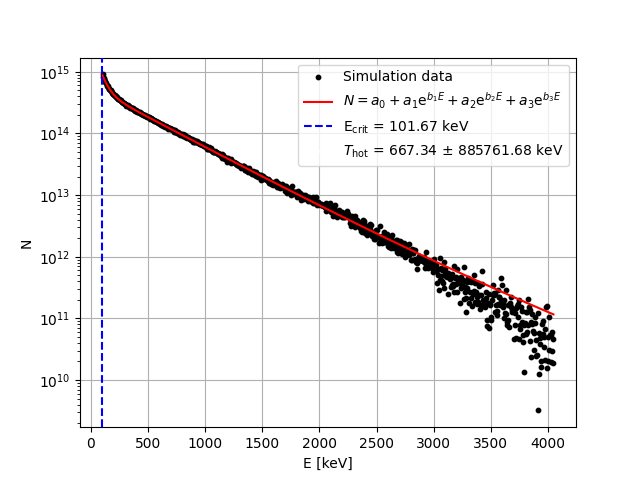 10¹⁵
10¹⁴
10¹³
10¹²
10¹¹
10¹⁰
N
Simulation data
N = a₀ + a₁e^{b₁E} + a₂e^{b₂E} + a₃e^{b₃E}
E_crit = 101.67 keV
T_hot = 667.34 ± 885761.68 keV
0 500 1000 1500 2000 2500 3000 3500 4000
E [keV]